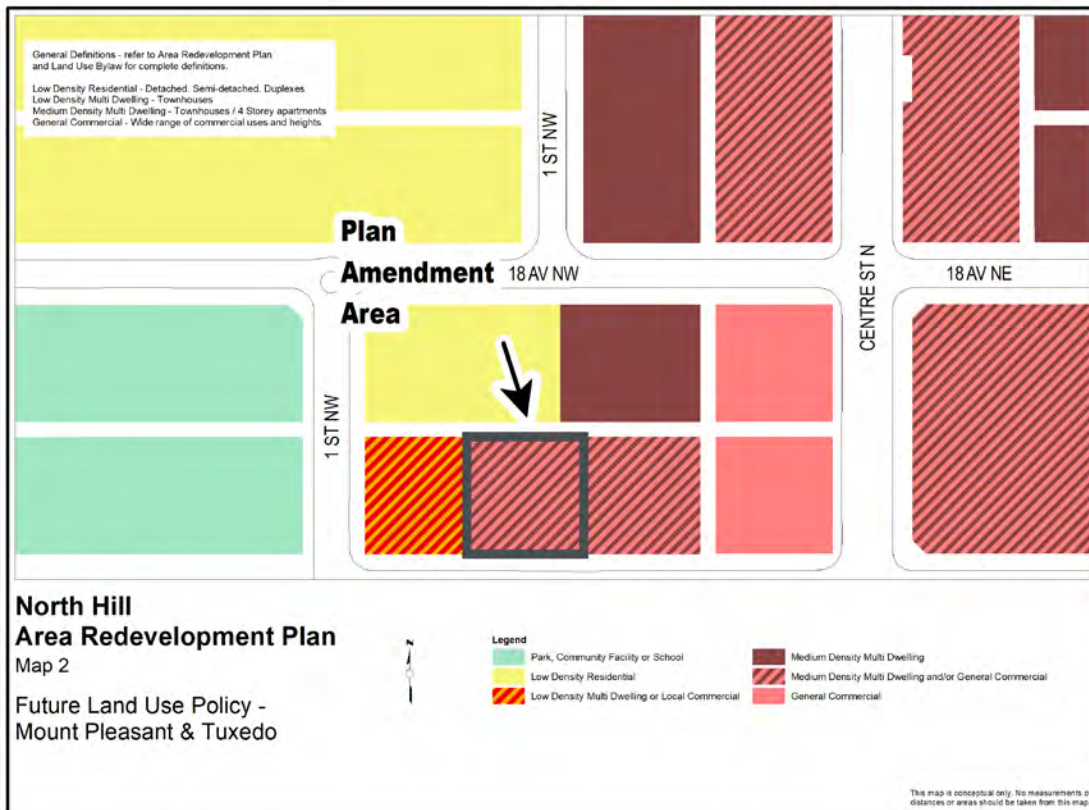 General Definitions - refer to Area Redevelopment Plan
and Land Use Bylaw for complete definitions.
Low Density Residential - Detached. Semi-detached. Duplexes
Low Density Multi Dwelling - Townhouses
Medium Density Multi Dwelling - Townhouses / 4 Storey apartments
General Commercial - Wide range of commercial uses and heights
1 ST NW
Plan
Amendment
Area
18 AV NW
CENTRE ST N
18 AV NE
1 ST NW
North Hill
Area Redevelopment Plan
Map 2
Future Land Use Policy -
Mount Pleasant & Tuxedo
N
Legend
Park, Community Facility or School
Low Density Residential
Low Density Multi Dwelling or Local Commercial
Medium Density Multi Dwelling
Medium Density Multi Dwelling and/or General Commercial
General Commercial
This map is conceptual only. No measurements o
distances or areas should be taken from this map